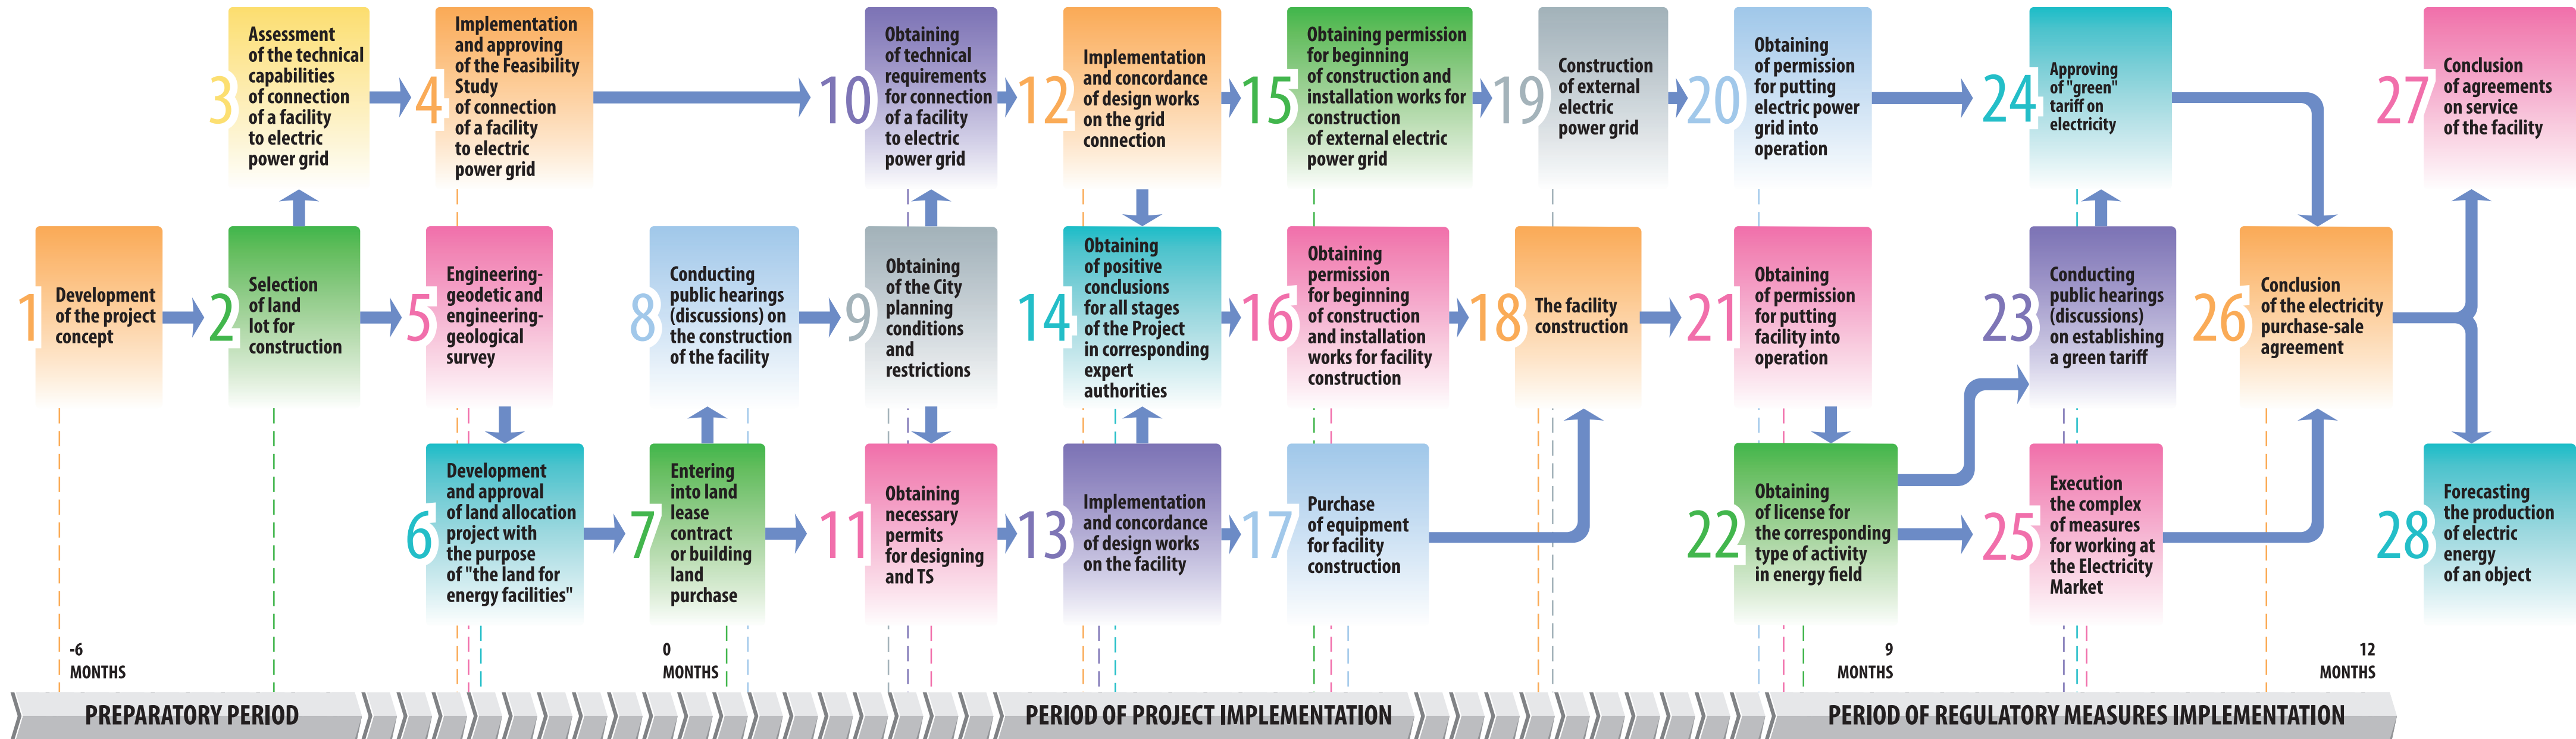 1
Development
of the project
concept
2
Selection
of land
lot for
construction
3
Assessment
of the technical
capabilities
of connection
of a facility
to electric
power grid
4
Implementation
and approving
of the Feasibility
Study
of connection
of a facility
to electric
power grid
5
Engineering-
geodetic and
engineering-
geological
survey
6
Development
and approval
of land allocation
project with
the purpose
of "the land for
energy facilities"
7
Entering
into land
lease
contract
or building
land
purchase
8
Conducting
public hearings
(discussions) on
the construction
of the facility
9
Obtaining
of the City
planning
conditions
and
restrictions
10
Obtaining
of technical
requirements
for connection
of a facility
to electric
power grid
11
Obtaining
necessary
permits
for designing
and TS
12
Implementation
and concordance
of design works
on the grid
connection
13
Implementation
and concordance
of design works
on the facility
14
Obtaining
of positive
conclusions
for all stages
of the Project
in corresponding
expert
authorities
15
Obtaining permission
for beginning
of construction and
installation works for
construction
of external electric
power grid
16
Obtaining
permission
for beginning
of construction
and installation
works for facility
construction
17
Purchase
of equipment
for facility
construction
18
The facility
construction
19
Construction
of external
electric
power grid
20
Obtaining
of permission
for putting
electric power
grid into
operation
21
Obtaining
of permission
for putting
facility into
operation
22
Obtaining
of license for
the corresponding
type of activity
in energy field
23
Conducting
public hearings
(discussions)
on establishing
a green tariff
24
Approving
of "green"
tariff on
electricity
25
Execution
the complex
of measures
for working at
the Electricity
Market
26
Conclusion
of the electricity
purchase-sale
agreement
27
Conclusion
of agreements
on service
of the facility
28
Forecasting
the production
of electric
energy
of an object
-6
MONTHS
0
MONTHS
9
MONTHS
12
MONTHS
PREPARATORY PERIOD
PERIOD OF PROJECT IMPLEMENTATION
PERIOD OF REGULATORY MEASURES IMPLEMENTATION